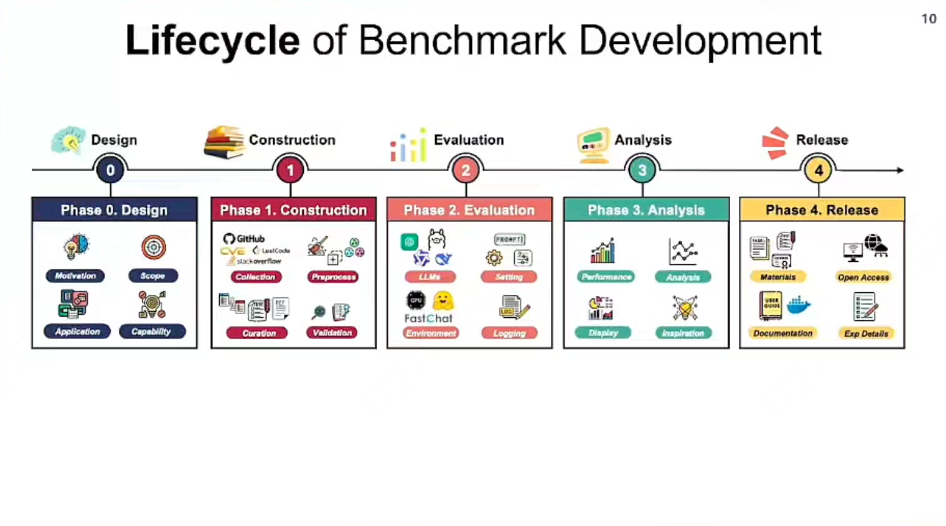 10
Lifecycle of Benchmark Development
Design
Construction
Evaluation
Analysis
Release
0
1
2
3
4
Phase 0. Design
Motivation
Scope
Application
Capability
Phase 1. Construction
GitHub
CVE
LeetCode
stackoverflow
Collection
Preprocess
Curation
Validation
Phase 2. Evaluation
PROMPT
LLMs
Setting
GPU
FastChat
LOG
Environment
Logging
Phase 3. Analysis
Performance
Analysis
Display
Inspiration
Phase 4. Release
Materials
Open Access
USER
GUIDE
Documentation
Exp Details